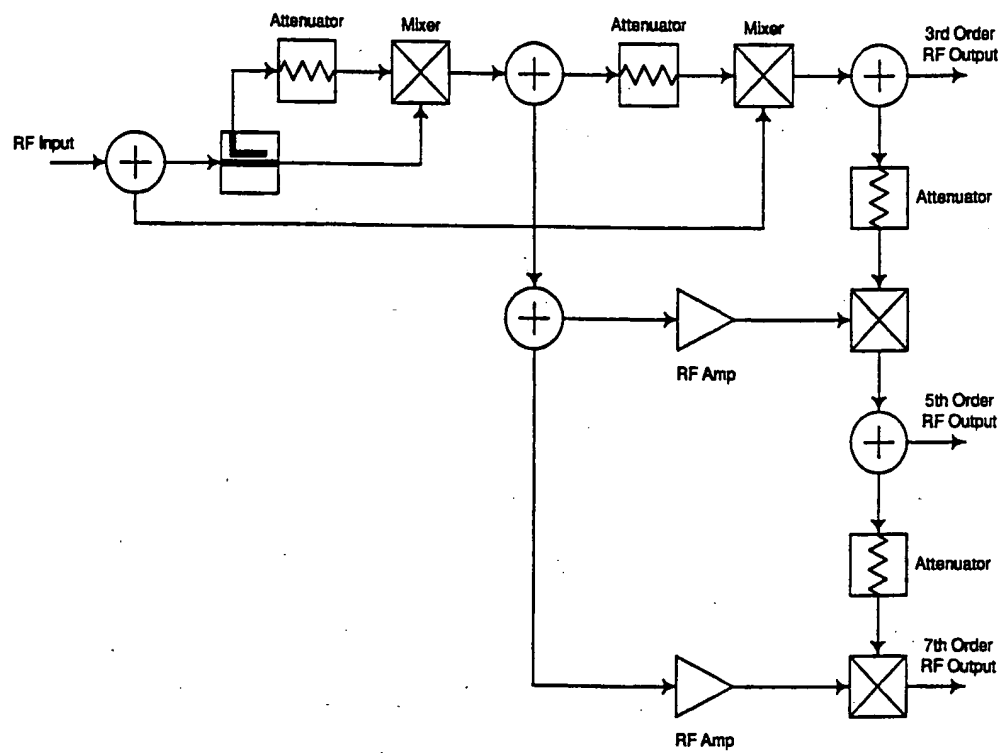 Attenuator
Mixer
Attenuator
Mixer
3rd Order
RF Output
RF Input
Attenuator
RF Amp
5th Order
RF Output
Attenuator
7th Order
RF Output
RF Amp